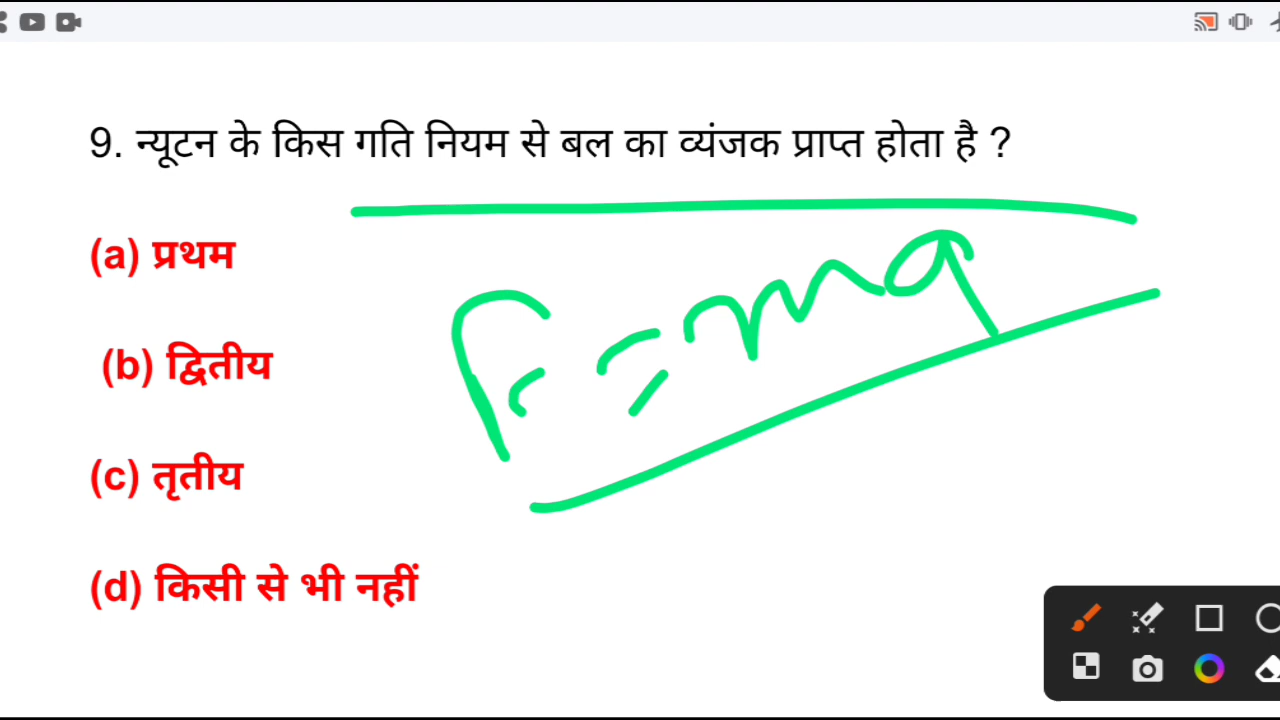 9. न्यूटन के किस गति नियम से बल का व्यंजक प्राप्त होता है ?
(a) प्रथम
F = ma
(b) द्वितीय
(c) तृतीय
(d) किसी से भी नहीं